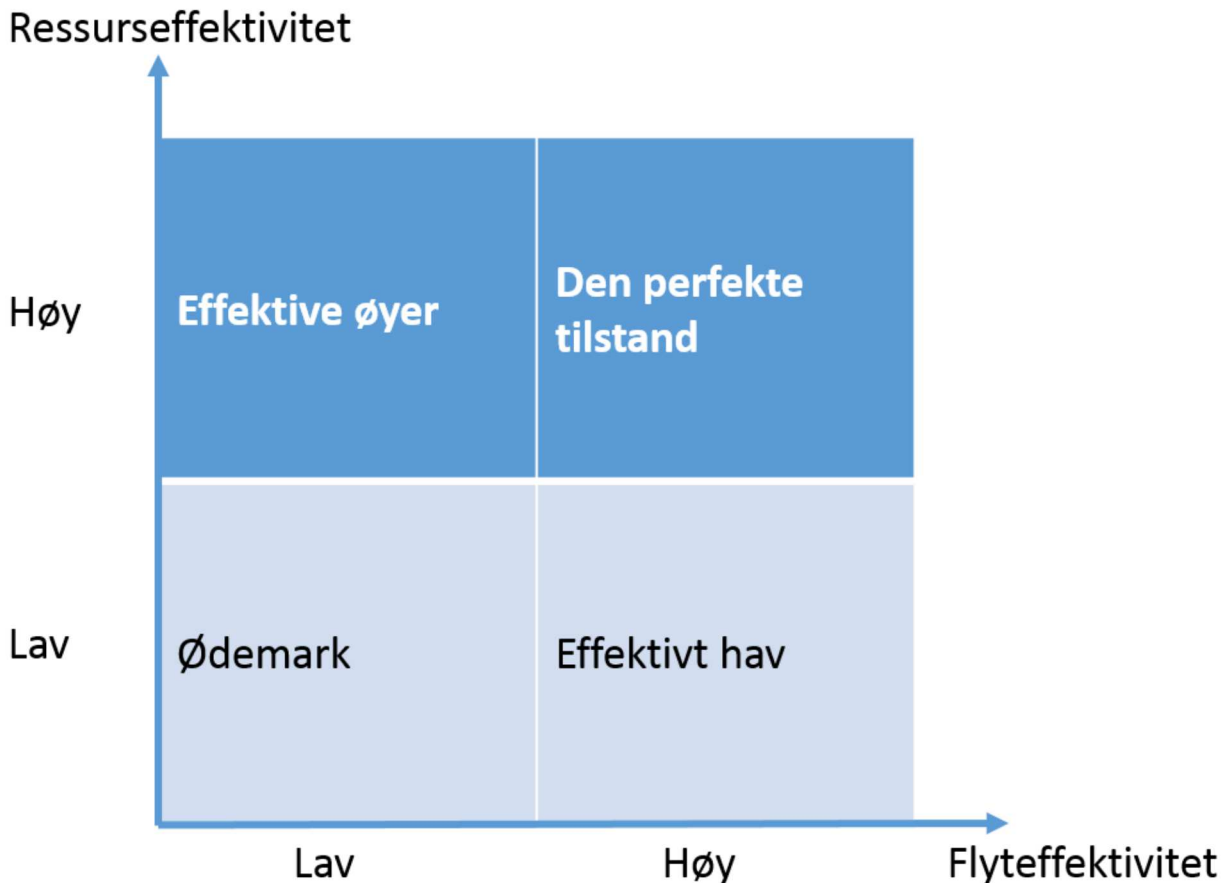 Ressurseffektivitet
Høy
Effektive øyer
Den perfekte
tilstand
Lav
Ødemark
Effektivt hav
Lav
Høy
Flyteffektivitet